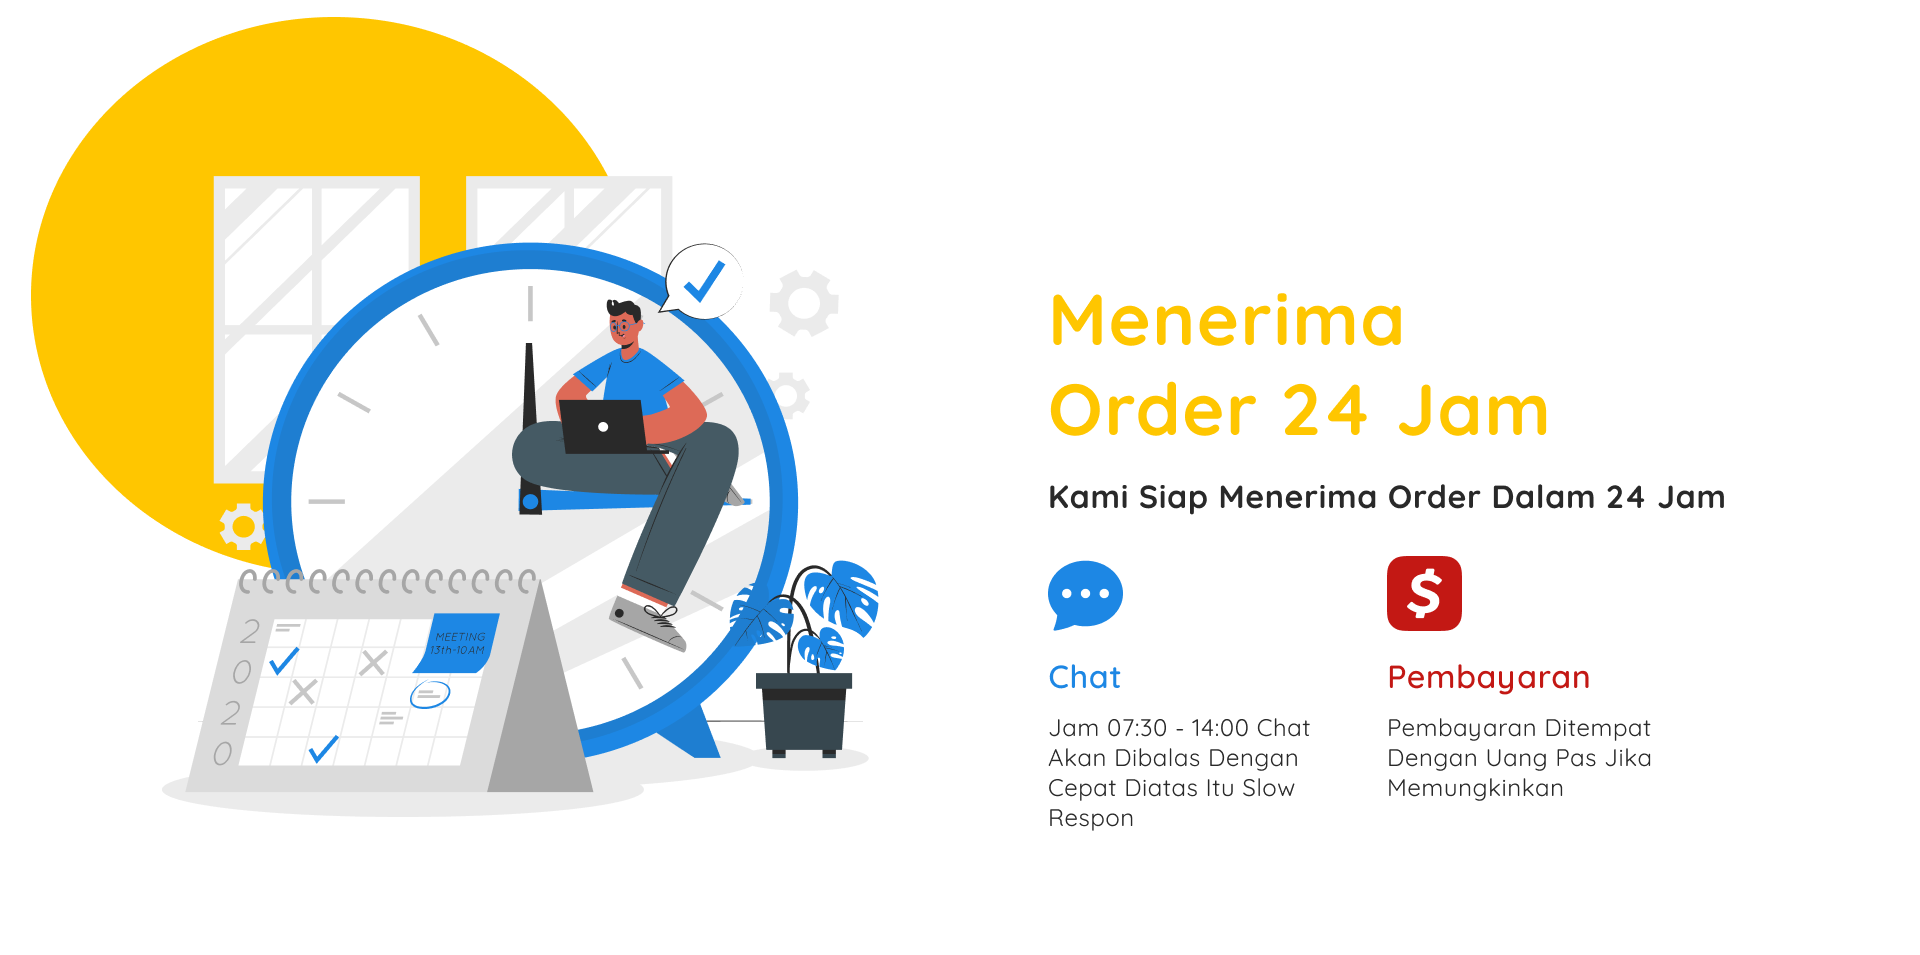 Menerima
Order 24 Jam
Kami Siap Menerima Order Dalam 24 Jam
Chat
Jam 07:30 - 14:00 Chat
Akan Dibalas Dengan
Cepat Diatas Itu Slow
Respon
Pembayaran
Pembayaran Ditempat
Dengan Uang Pas Jika
Memungkinkan
2
0
2
0
MEETING
13th-10AM